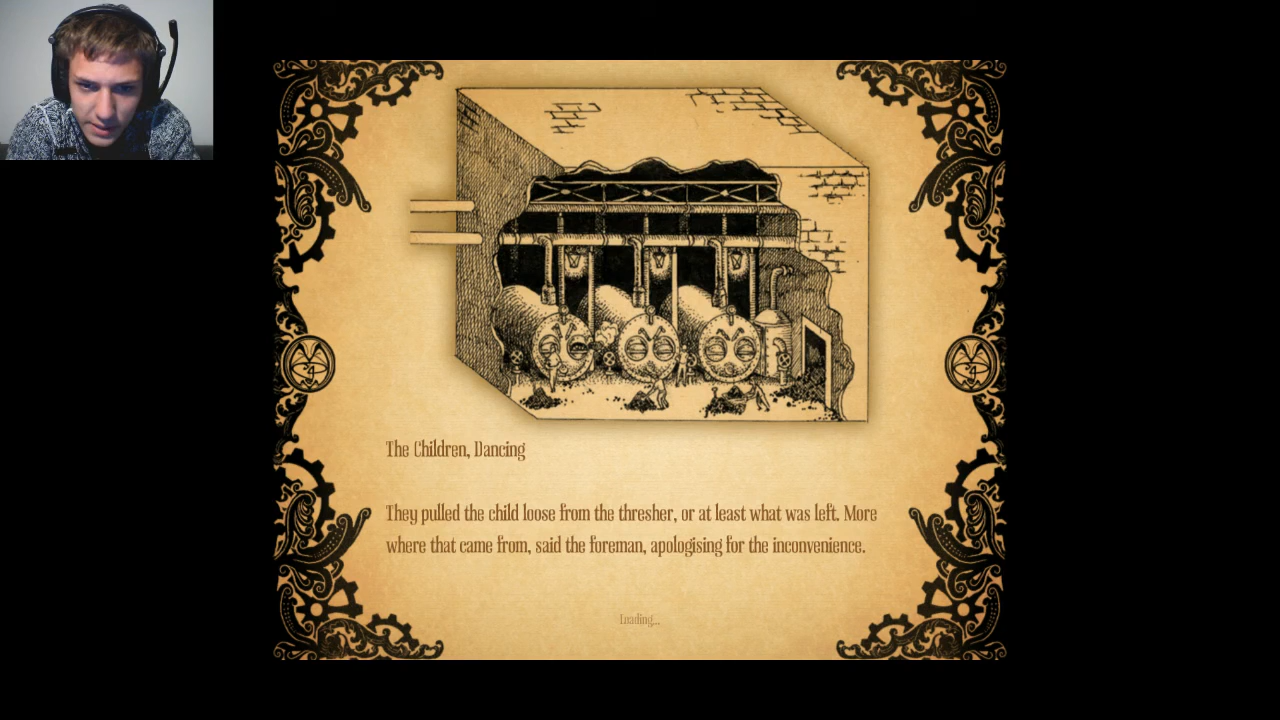 The Children, Dancing
They pulled the child loose from the thresher, or at least what was left. More
where that came from, said the foreman, apologising for the inconvenience.
Loading...